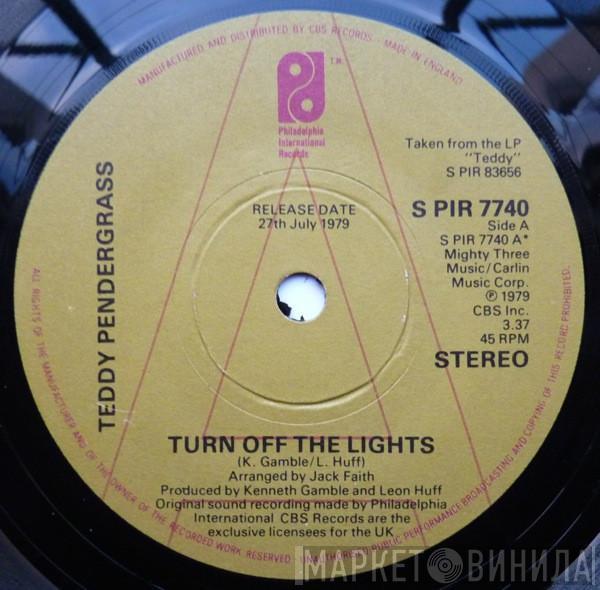 MANUFACTURED AND DISTRIBUTED BY CBS RECORDS - MADE IN ENGLAND
T.M.
Philadelphia
International
Records
Taken from the LP
"Teddy"
S PIR 83656
RELEASE DATE
27th July 1979
S PIR 7740
Side A
S PIR 7740 A*
Mighty Three
Music/Carlin
Music Corp.
℗ 1979
CBS Inc.
3.37
45 RPM
STEREO
TEDDY PENDERGRASS
TURN OFF THE LIGHTS
(K. Gamble/L. Huff)
Arranged by Jack Faith
Produced by Kenneth Gamble and Leon Huff
Original sound recording made by Philadelphia
International CBS Records are the
exclusive licensees for the UK
ALL RIGHTS OF THE MANUFACTURER AND OF THE OWNER OF THE RECORDED WORK RESERVED - UNAUTHORISED PUBLIC PERFORMANCE BROADCASTING AND COPYING OF THIS RECORD PROHIBITED.
МАРКЕТ ВИНИЛА